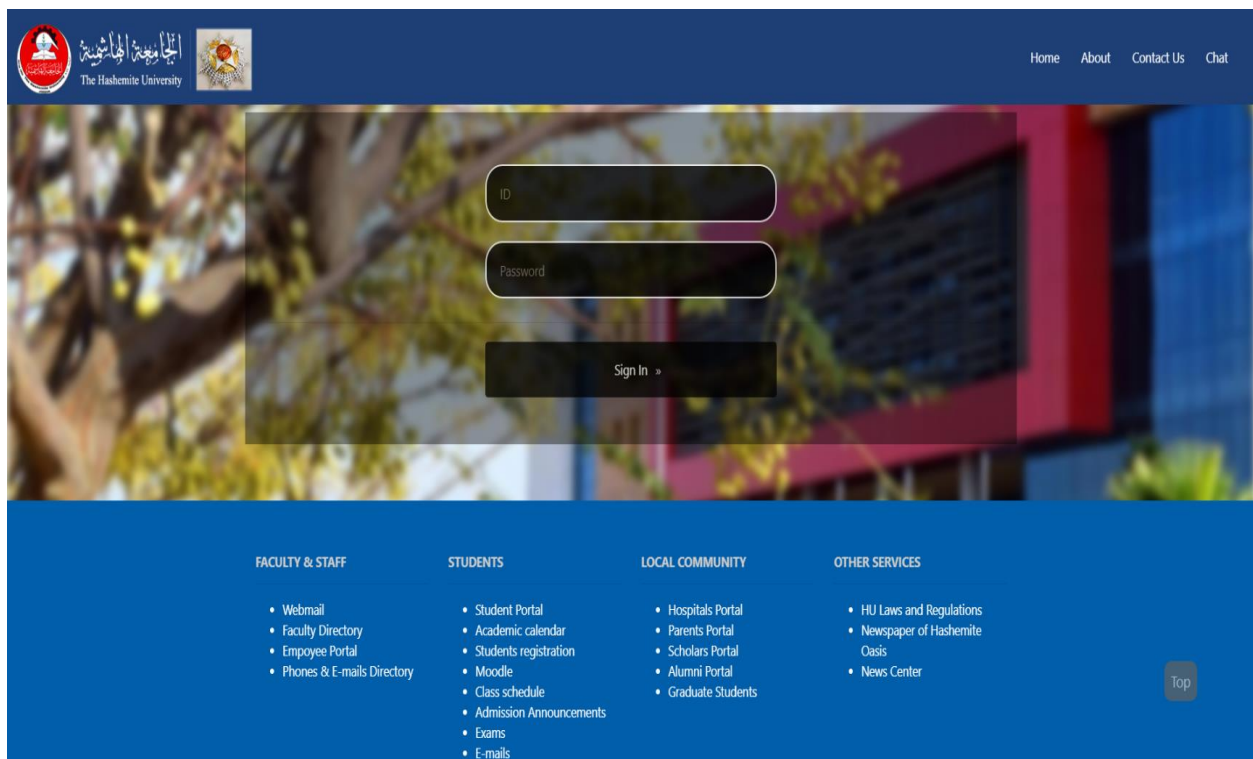 الجامعة الهاشمية
The Hashemite University
Home About Contact Us Chat
ID
Password
Sign In »
FACULTY & STAFF
• Webmail
• Faculty Directory
• Empoyee Portal
• Phones & E-mails Directory
STUDENTS
• Student Portal
• Academic calendar
• Students registration
• Moodle
• Class schedule
• Admission Announcements
• Exams
• E-mails
LOCAL COMMUNITY
• Hospitals Portal
• Parents Portal
• Scholars Portal
• Alumni Portal
• Graduate Students
OTHER SERVICES
• HU Laws and Regulations
• Newspaper of Hashemite
Oasis
• News Center
Top